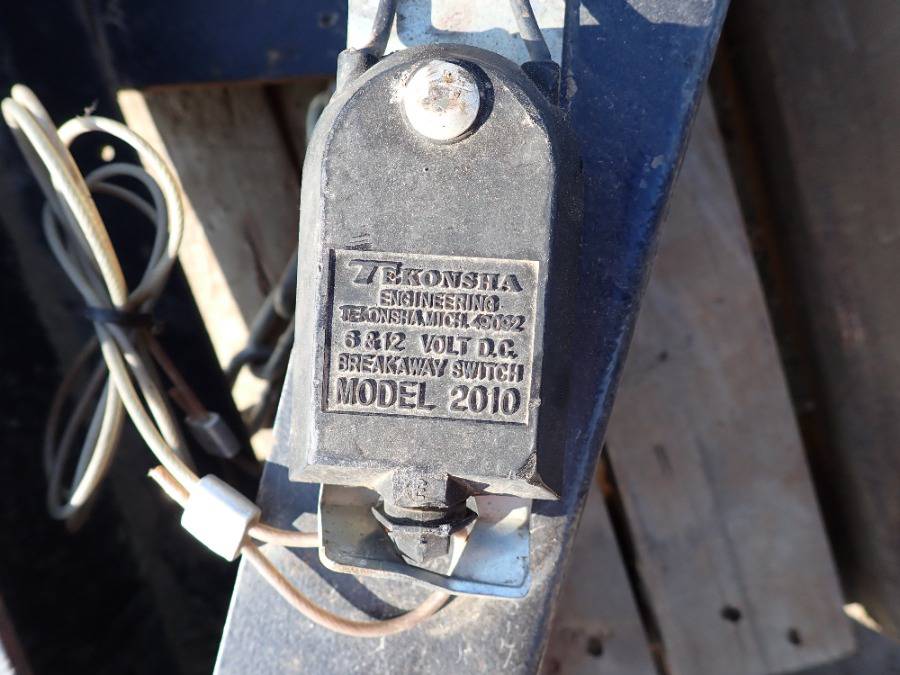 TEKONSHA
ENGINEERING
TEKONSHA MICH. 49092
6 & 12 VOLT D.C.
BREAKAWAY SWITCH
MODEL 2010